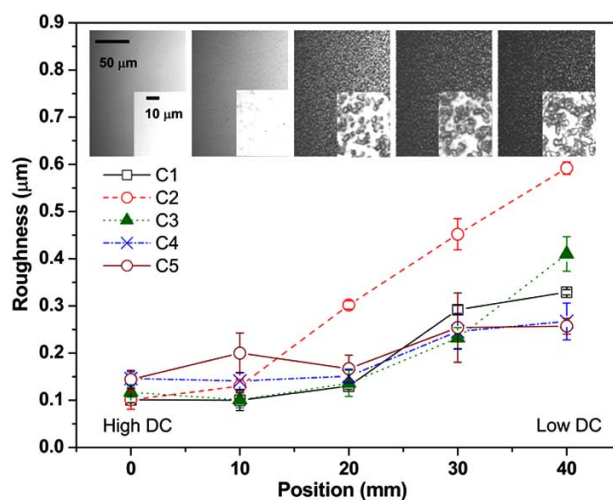 0.9
0.8
0.7
0.6
0.5
0.4
0.3
0.2
0.1
0.0
Roughness (μm)
50 μm
10 μm
C1
C2
C3
C4
C5
High DC
Low DC
0 10 20 30 40
Position (mm)